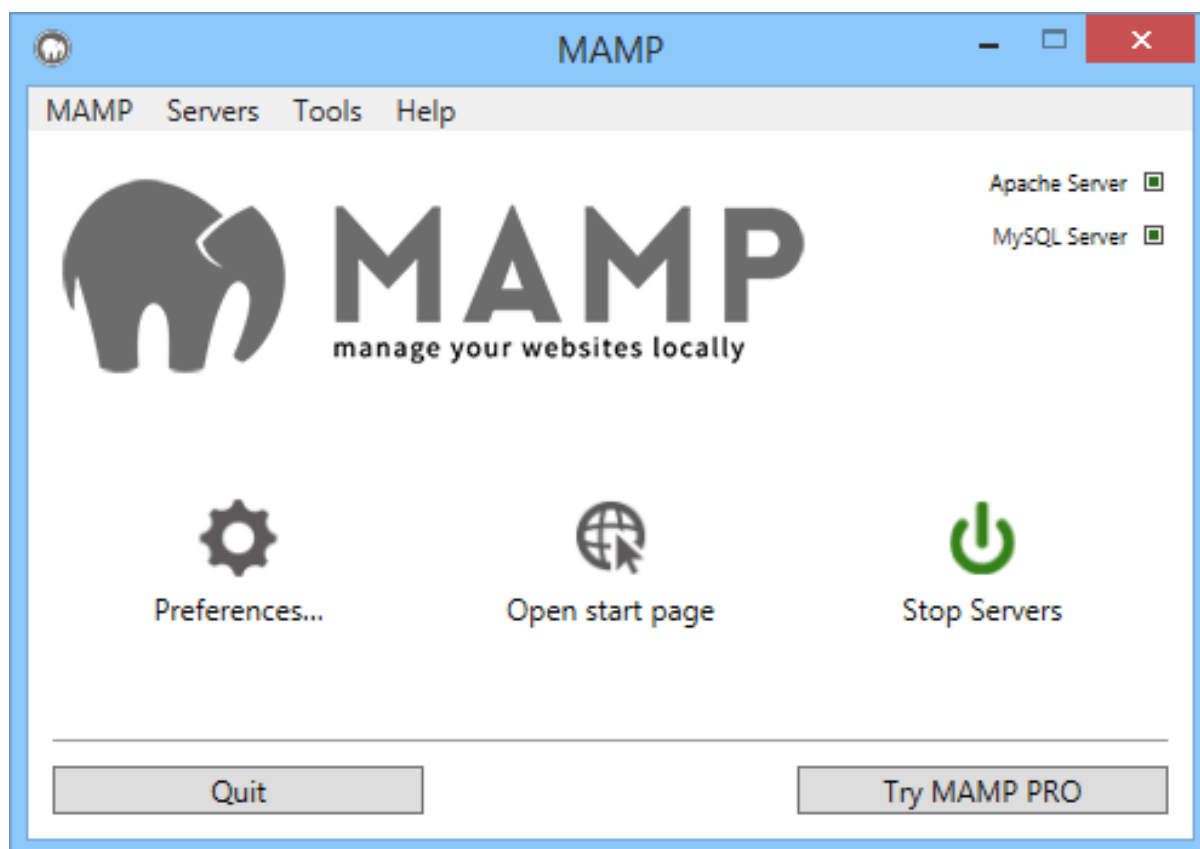 MAMP
MAMP Servers Tools Help
Apache Server
MySQL Server
MAMP
manage your websites locally
Preferences...
Open start page
Stop Servers
Quit
Try MAMP PRO